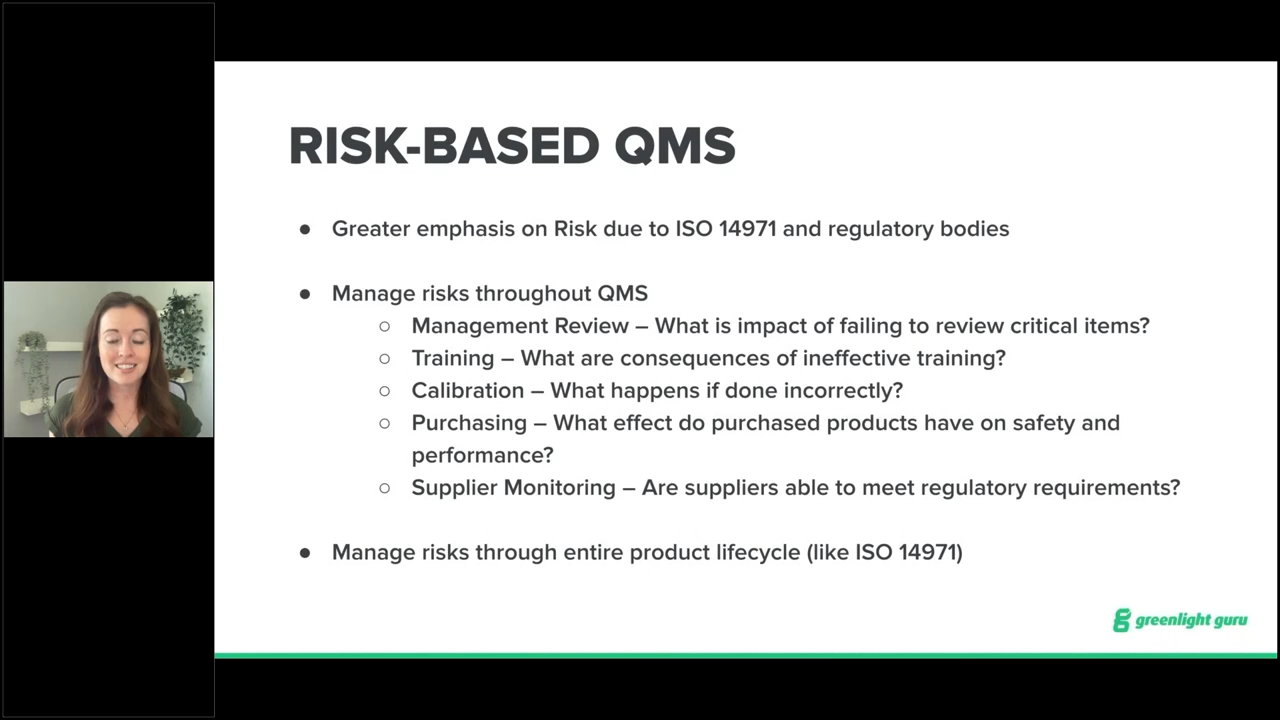 RISK-BASED QMS
● Greater emphasis on Risk due to ISO 14971 and regulatory bodies
● Manage risks throughout QMS
○ Management Review – What is impact of failing to review critical items?
○ Training – What are consequences of ineffective training?
○ Calibration – What happens if done incorrectly?
○ Purchasing – What effect do purchased products have on safety and
performance?
○ Supplier Monitoring – Are suppliers able to meet regulatory requirements?
● Manage risks through entire product lifecycle (like ISO 14971)
greenlight guru